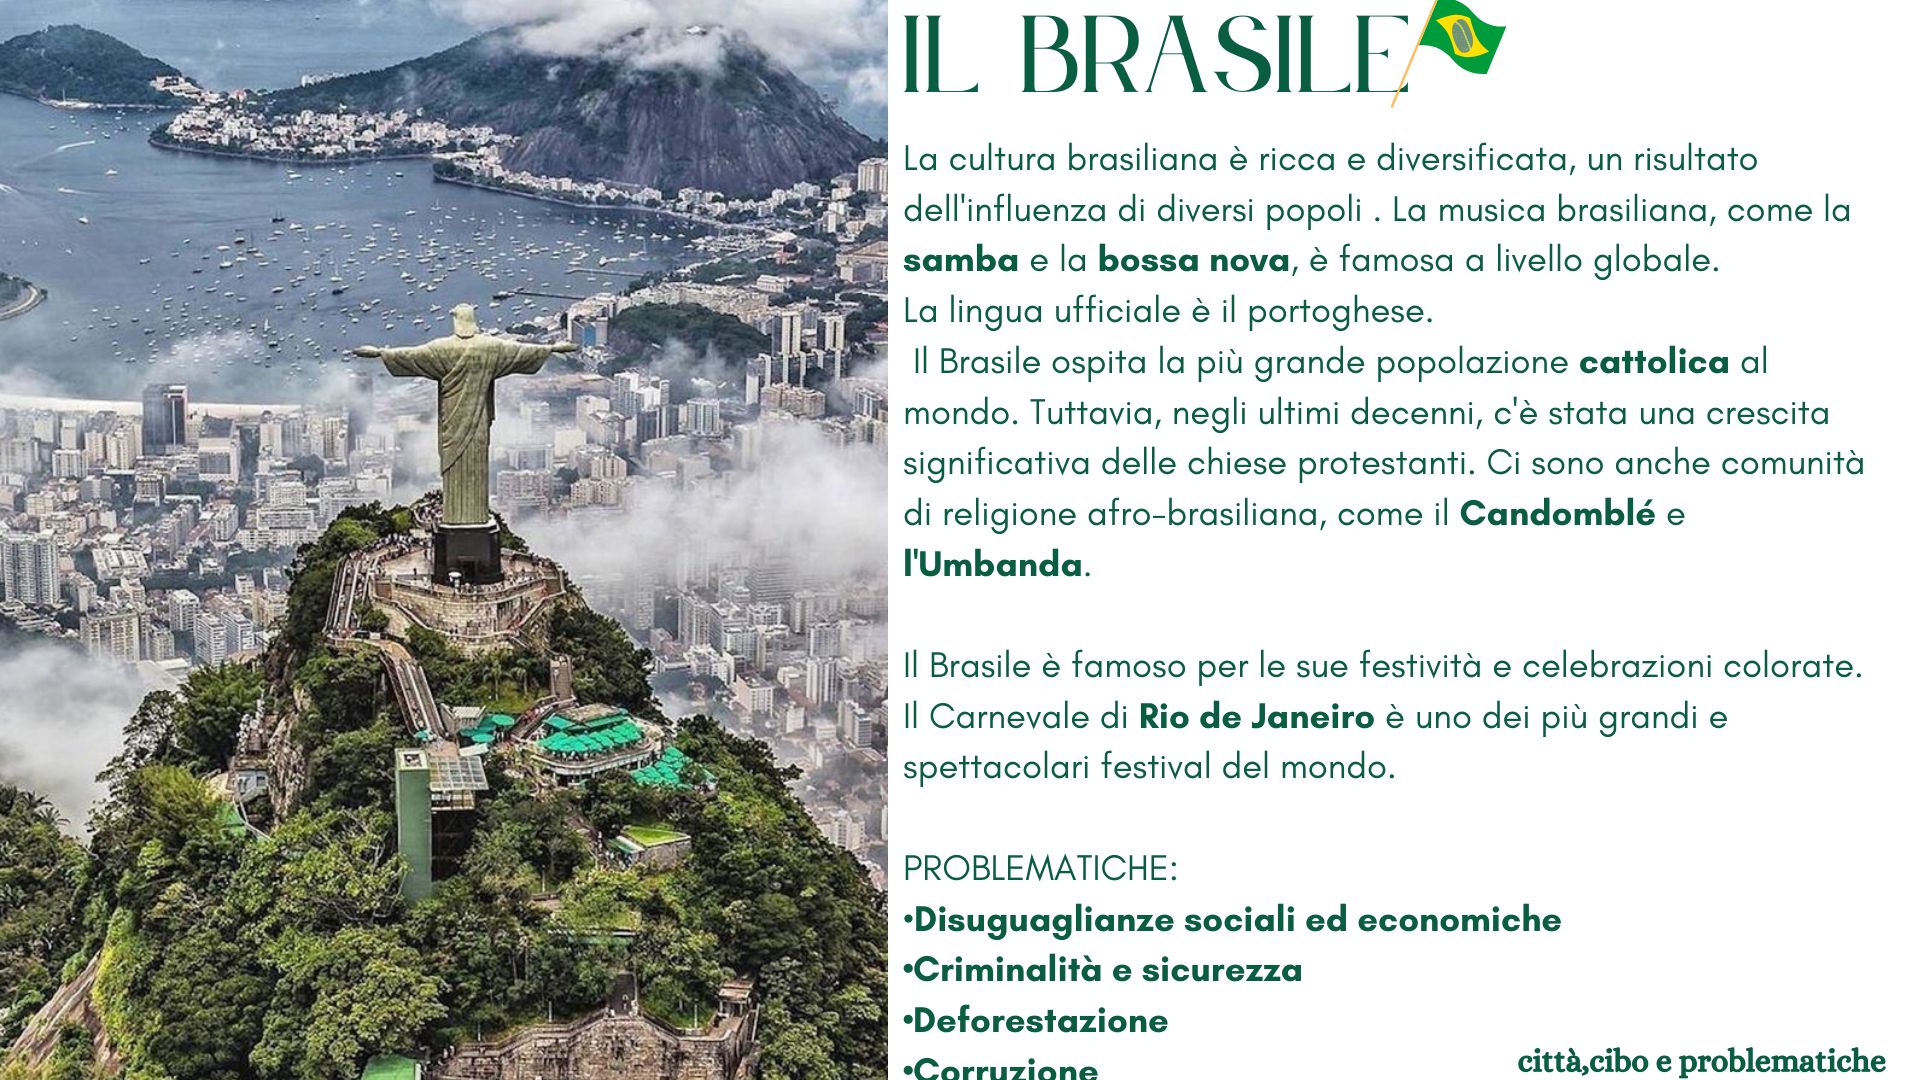 IL BRASILE
La cultura brasiliana è ricca e diversificata, un risultato
dell'influenza di diversi popoli . La musica brasiliana, come la
samba e la bossa nova, è famosa a livello globale.
La lingua ufficiale è il portoghese.
Il Brasile ospita la più grande popolazione cattolica al
mondo. Tuttavia, negli ultimi decenni, c'è stata una crescita
significativa delle chiese protestanti. Ci sono anche comunità
di religione afro-brasiliana, come il Candomblé e
l'Umbanda.
Il Brasile è famoso per le sue festività e celebrazioni colorate.
Il Carnevale di Rio de Janeiro è uno dei più grandi e
spettacolari festival del mondo.
PROBLEMATICHE:
•Disuguaglianze sociali ed economiche
•Criminalità e sicurezza
•Deforestazione
•Corruzione
città,cibo e problematiche